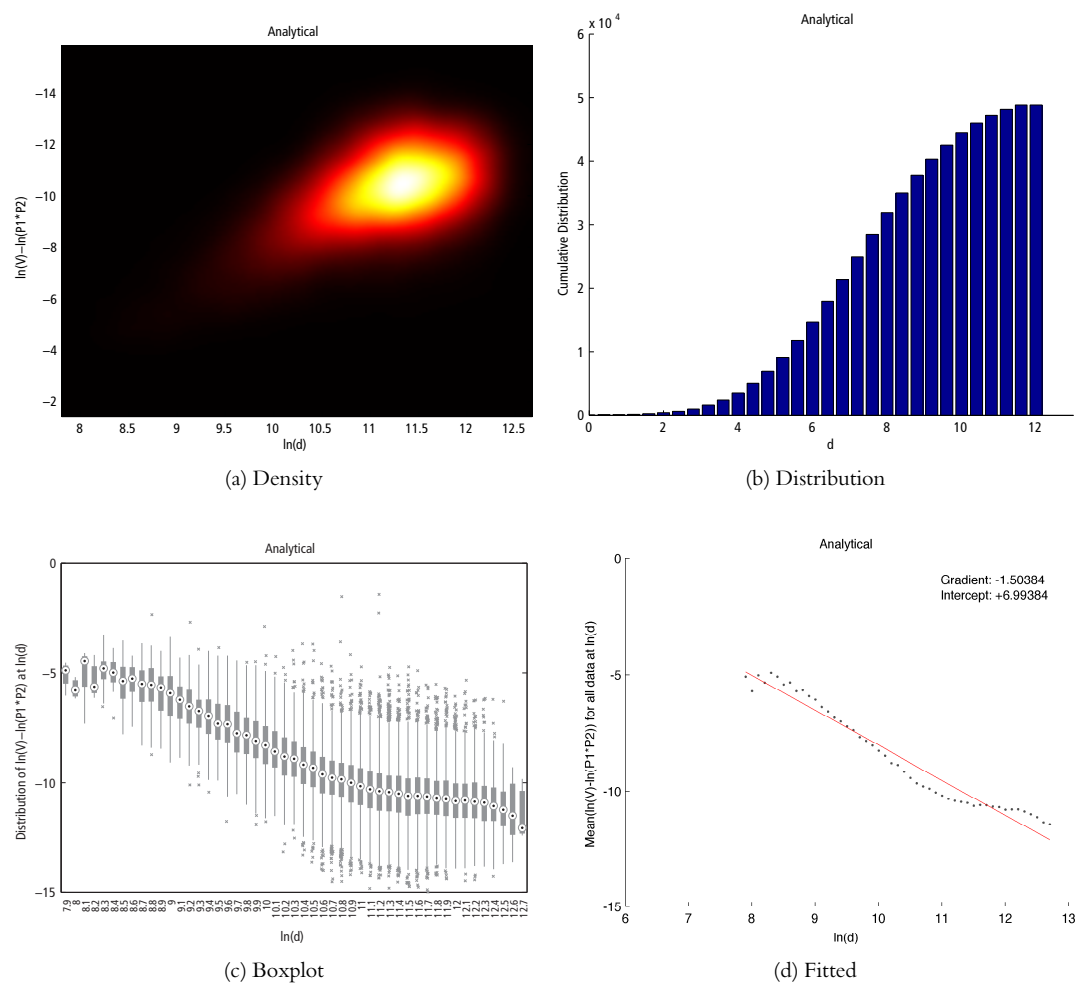 Analytical
−14
−12
−10
−8
−6
−4
−2
ln(V)−ln(P1*P2)
8 8.5 9 9.5 10 10.5 11 11.5 12 12.5
ln(d)
(a) Density
Analytical
x 10 4
6
5
4
3
2
1
0
Cumulative Distribution
0 2 4 6 8 10 12
d
(b) Distribution
Analytical
0
−5
−10
−15
Distribution of ln(V)−ln(P1*P2) at ln(d)
7.9 8 8.1 8.2 8.3 8.4 8.5 8.6 8.7 8.8 8.9 9 9.1 9.2 9.3 9.4 9.5 9.6 9.7 9.8 9.9 10 10.1 10.2 10.3 10.4 10.5 10.6 10.7 10.8 10.9 11 11.1 11.2 11.3 11.4 11.5 11.6 11.7 11.8 11.9 12 12.1 12.2 12.3 12.4 12.5 12.6 12.7
ln(d)
(c) Boxplot
Analytical
Gradient: -1.50384
Intercept: +6.99384
0
-5
-10
-15
Mean(ln(V)-ln(P1*P2)) for all data at ln(d)
6 7 8 9 10 11 12 13
ln(d)
(d) Fitted